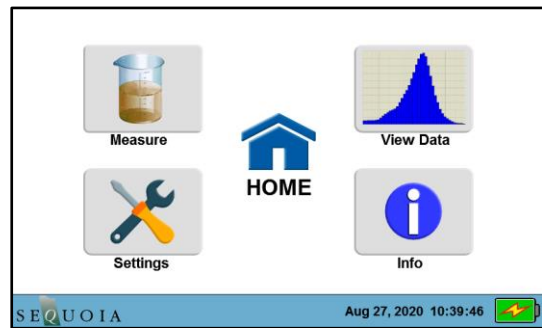 Measure
View Data
HOME
Settings
Info
SEQUOIA
Aug 27, 2020 10:39:46